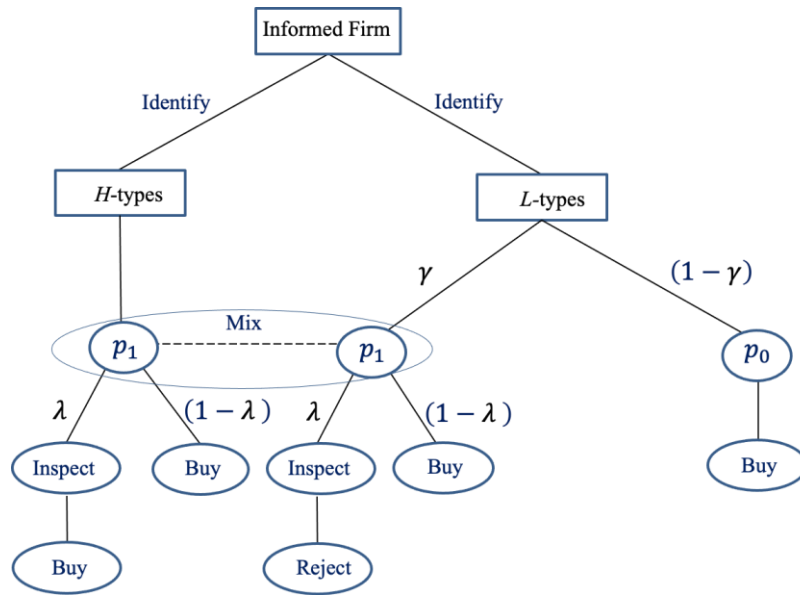 Informed Firm
Identify Identify
H-types L-types
γ (1 − γ)
Mix
p₁ p₁ p₀
λ (1 − λ) λ (1 − λ)
Inspect Buy Inspect Buy Buy
Buy Reject